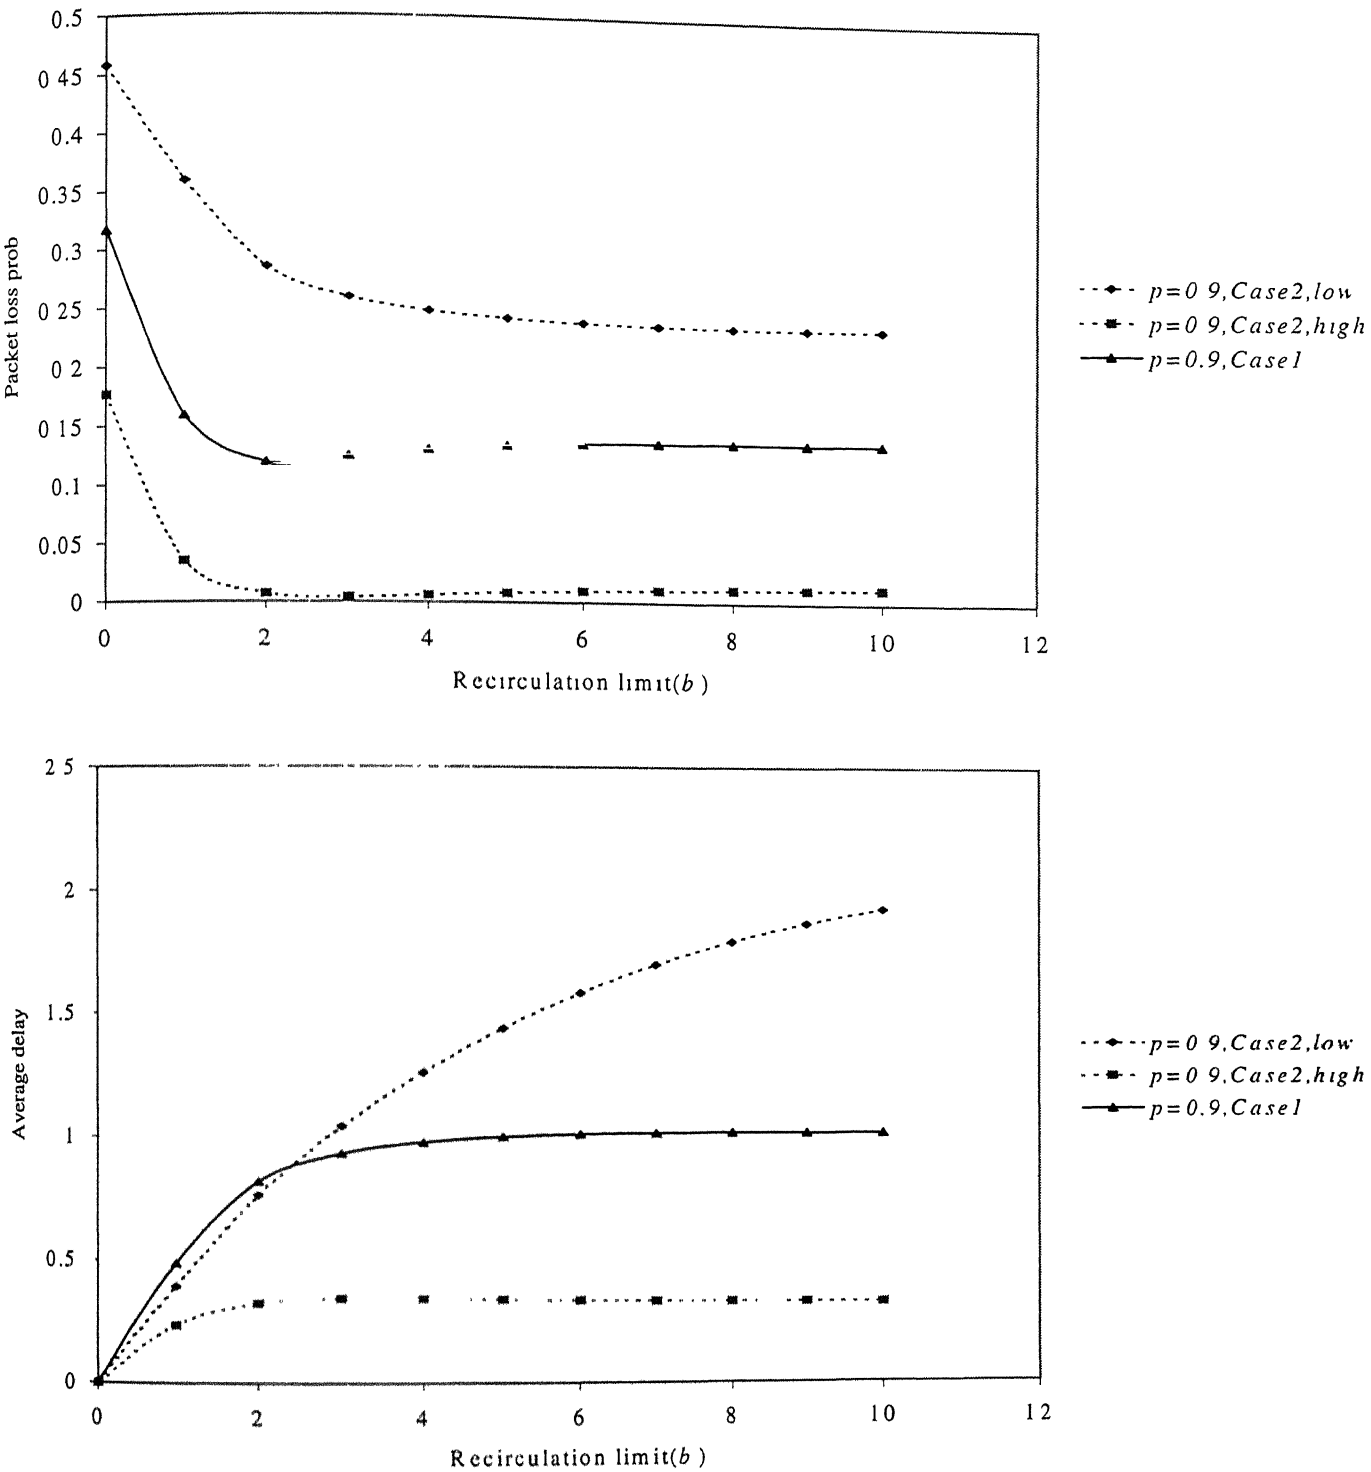 0.5
0 45
0.4
0.35
0.3
0 25
0 2
0 15
0.1
0.05
0
0 2 4 6 8 10 12
Packet loss prob
Recirculation limit(b )
p=0 9,Case2,low
p=0 9,Case2,high
p=0.9,Case1
2 5
2
1.5
1
0.5
0
0 2 4 6 8 10 12
Average delay
Recirculation limit(b )
p=0 9,Case2,low
p=0 9,Case2,high
p=0.9,Case1